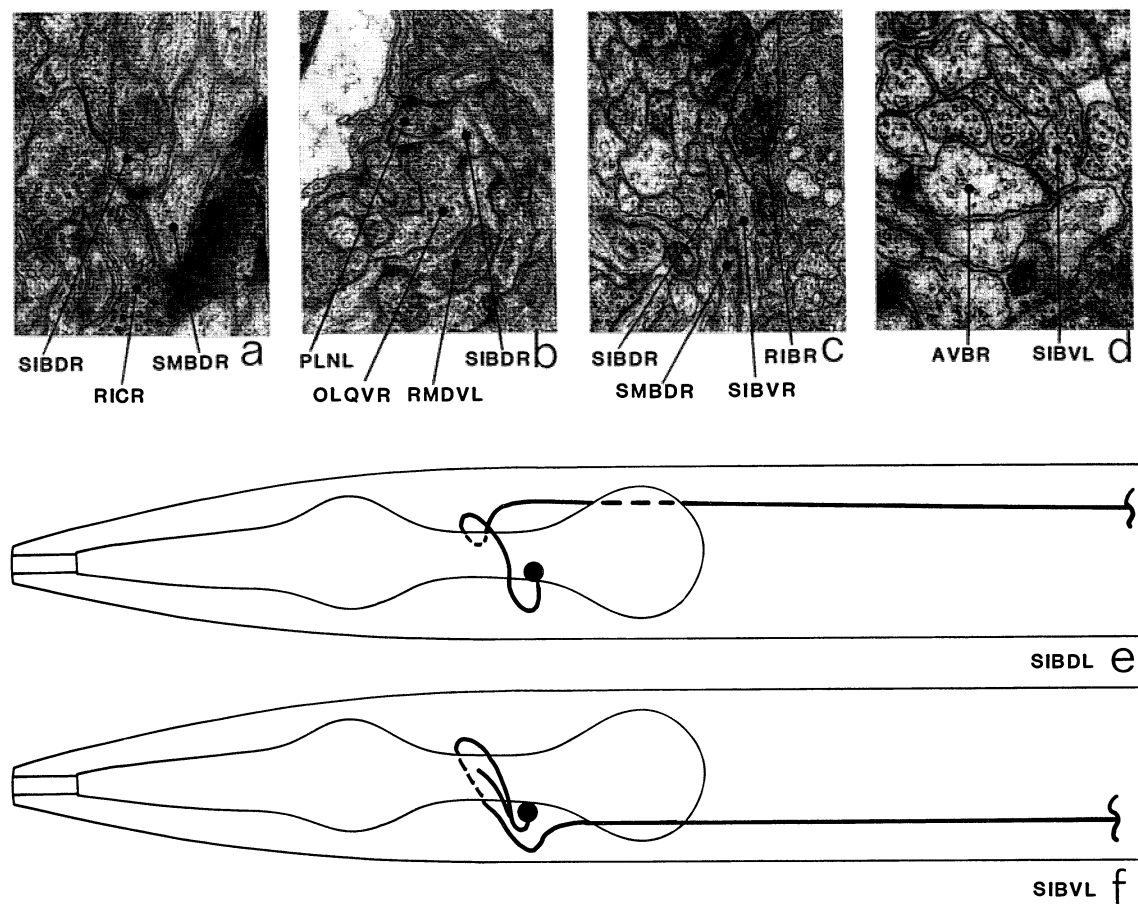 SIBDR
RICR
SMBDR
a
PLNL
OLQVR
RMDVL
SIBDR
b
SIBDR
SMBDR
SIBVR
RIBR
c
AVBR
SIBVL
d
SIBDL e
SIBVL f